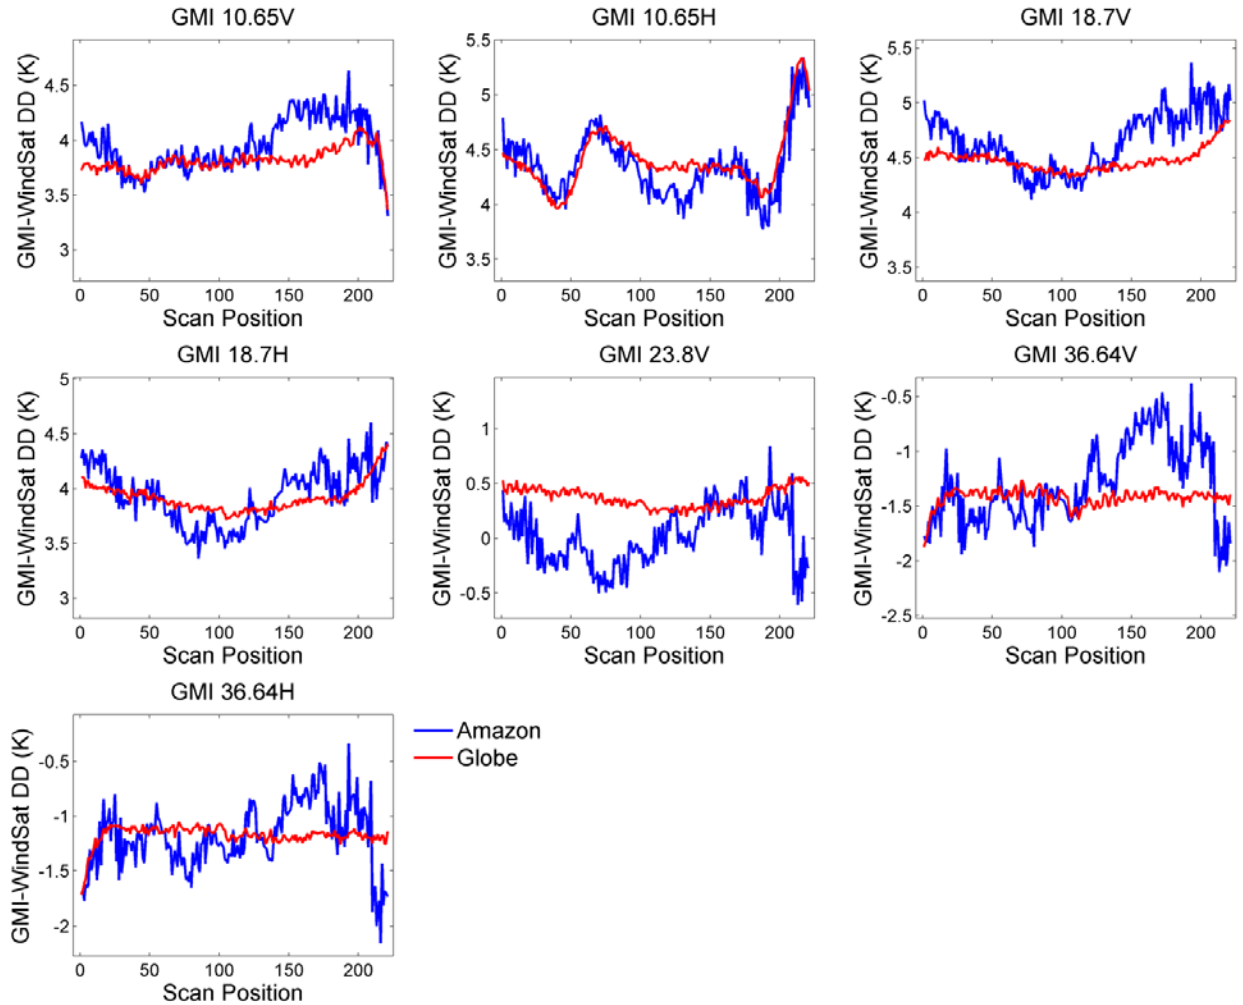 GMI 10.65V
GMI-WindSat DD (K)
4.5
4
3.5
3
0 50 100 150 200
Scan Position
GMI 10.65H
GMI-WindSat DD (K)
5.5
5
4.5
4
3.5
0 50 100 150 200
Scan Position
GMI 18.7V
GMI-WindSat DD (K)
5.5
5
4.5
4
3.5
0 50 100 150 200
Scan Position
GMI 18.7H
GMI-WindSat DD (K)
5
4.5
4
3.5
3
0 50 100 150 200
Scan Position
GMI 23.8V
GMI-WindSat DD (K)
1
0.5
0
-0.5
0 50 100 150 200
Scan Position
GMI 36.64V
GMI-WindSat DD (K)
-0.5
-1
-1.5
-2
-2.5
0 50 100 150 200
Scan Position
GMI 36.64H
GMI-WindSat DD (K)
-0.5
-1
-1.5
-2
0 50 100 150 200
Scan Position
Amazon
Globe